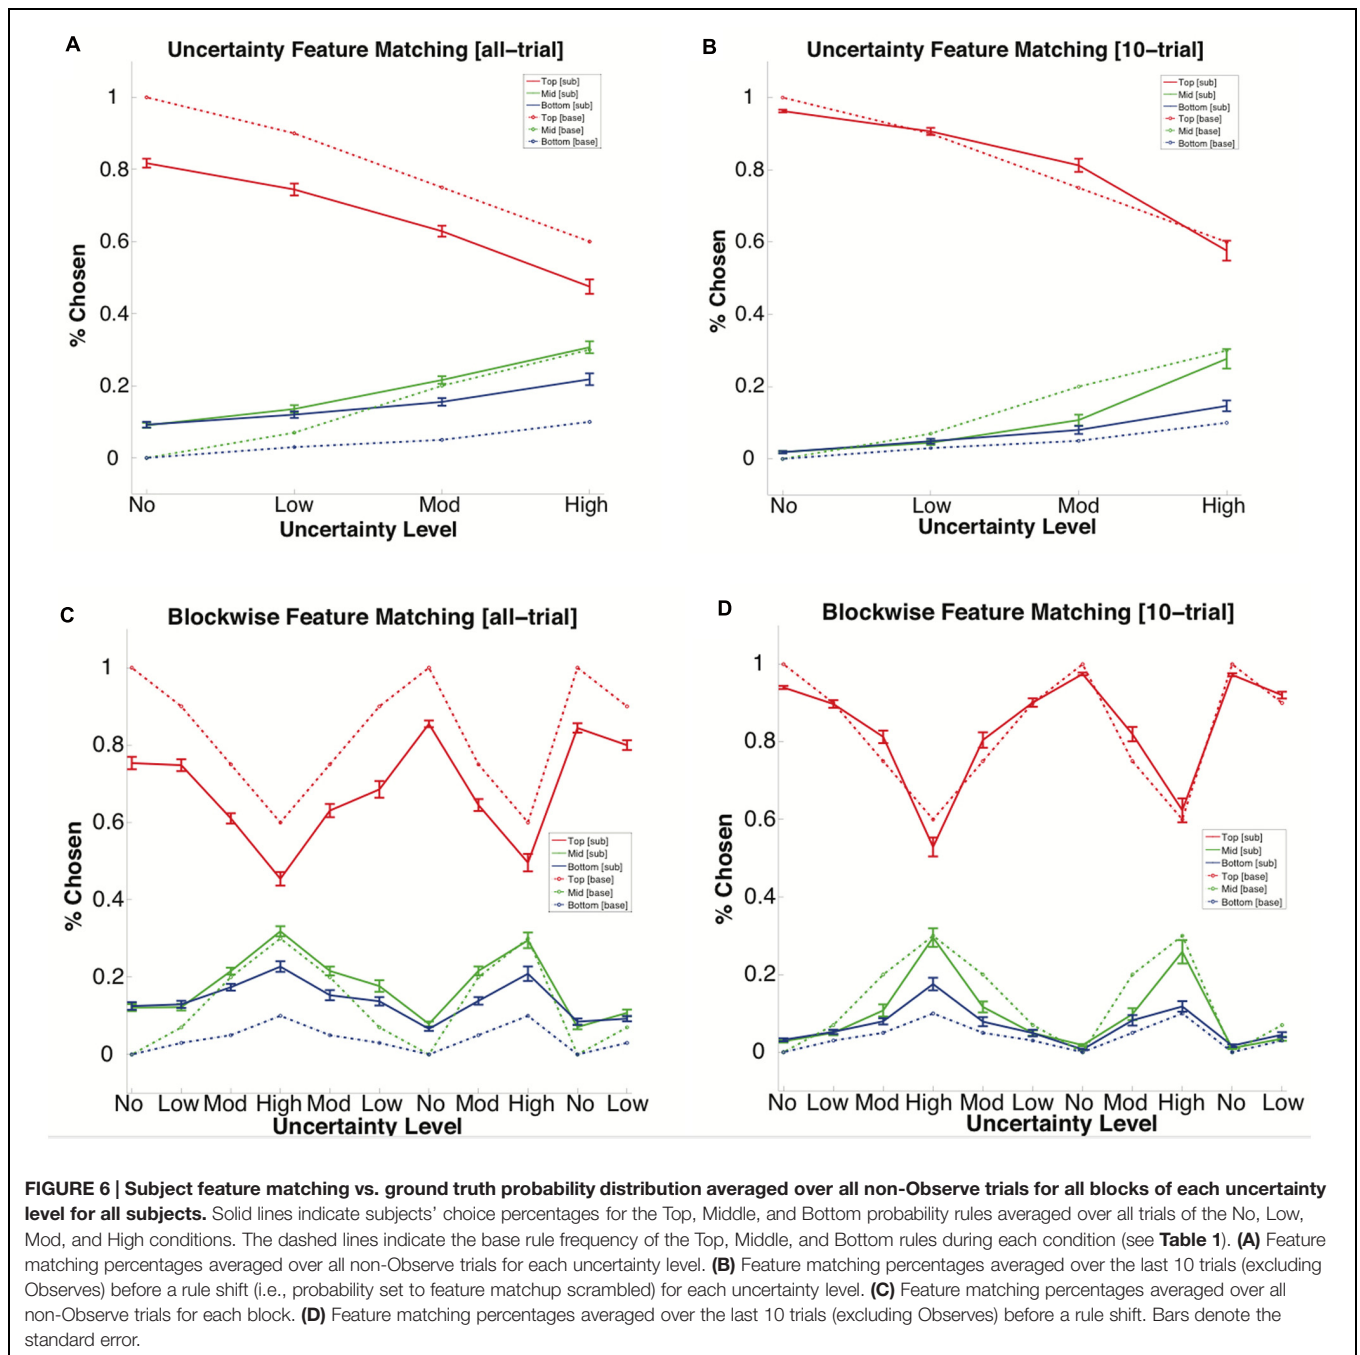 A
Uncertainty Feature Matching [all–trial]
Top [sub]
Mid [sub]
Bottom [sub]
Top [base]
Mid [base]
Bottom [base]
1
0.8
0.6
0.4
0.2
0
% Chosen
No Low Mod High
Uncertainty Level
B
Uncertainty Feature Matching [10–trial]
Top [sub]
Mid [sub]
Bottom [sub]
Top [base]
Mid [base]
Bottom [base]
1
0.8
0.6
0.4
0.2
0
% Chosen
No Low Mod High
Uncertainty Level
C
Blockwise Feature Matching [all–trial]
1
0.8
0.6
0.4
0.2
0
% Chosen
Top [sub]
Mid [sub]
Bottom [sub]
Top [base]
Mid [base]
Bottom [base]
No Low Mod High Mod Low No Mod High No Low
Uncertainty Level
D
Blockwise Feature Matching [10–trial]
1
0.8
0.6
0.4
0.2
0
% Chosen
Top [sub]
Mid [sub]
Bottom [sub]
Top [base]
Mid [base]
Bottom [base]
No Low Mod High Mod Low No Mod High No Low
Uncertainty Level
FIGURE 6 | Subject feature matching vs. ground truth probability distribution averaged over all non-Observe trials for all blocks of each uncertainty
level for all subjects. Solid lines indicate subjects' choice percentages for the Top, Middle, and Bottom probability rules averaged over all trials of the No, Low,
Mod, and High conditions. The dashed lines indicate the base rule frequency of the Top, Middle, and Bottom rules during each condition (see Table 1). (A) Feature
matching percentages averaged over all non-Observe trials for each uncertainty level. (B) Feature matching percentages averaged over the last 10 trials (excluding
Observes) before a rule shift (i.e., probability set to feature matchup scrambled) for each uncertainty level. (C) Feature matching percentages averaged over all
non-Observe trials for each block. (D) Feature matching percentages averaged over the last 10 trials (excluding Observes) before a rule shift. Bars denote the
standard error.